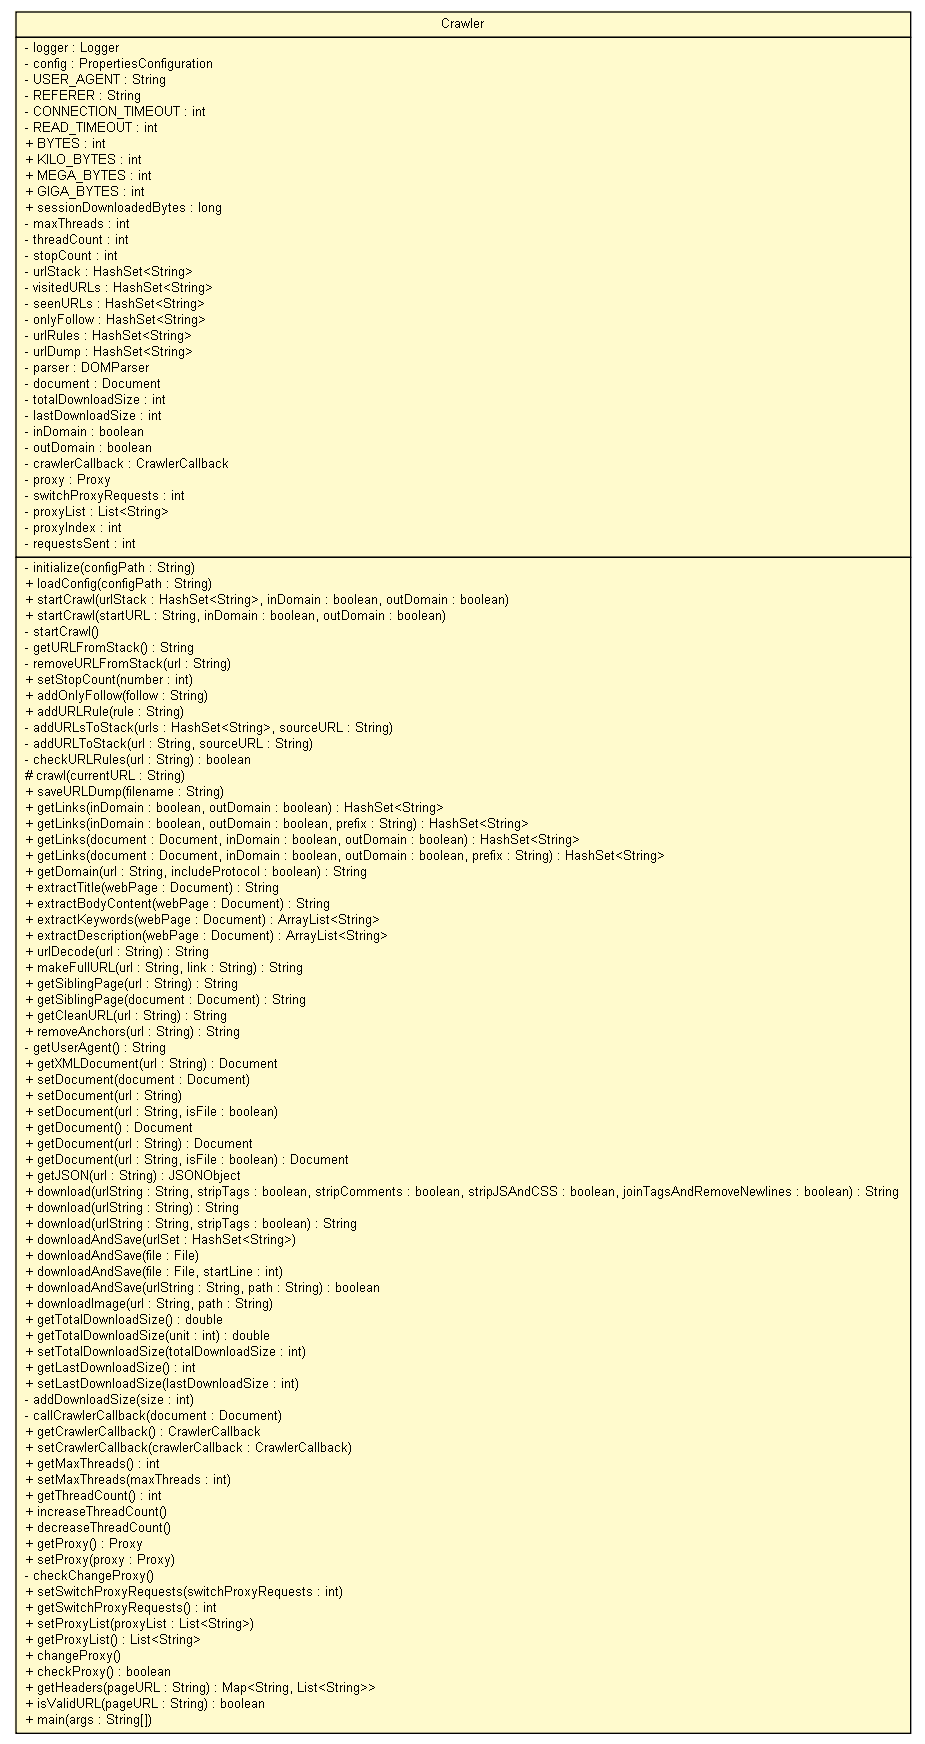 Crawler
- logger : Logger
- config : PropertiesConfiguration
- USER_AGENT : String
- REFERER : String
- CONNECTION_TIMEOUT : int
- READ_TIMEOUT : int
+ BYTES : int
+ KILO_BYTES : int
+ MEGA_BYTES : int
+ GIGA_BYTES : int
+ sessionDownloadedBytes : long
- maxThreads : int
- threadCount : int
- stopCount : int
- urlStack : HashSet<String>
- visitedURLs : HashSet<String>
- seenURLs : HashSet<String>
- onlyFollow : HashSet<String>
- urlRules : HashSet<String>
- urlDump : HashSet<String>
- parser : DOMParser
- document : Document
- totalDownloadSize : int
- lastDownloadSize : int
- inDomain : boolean
- outDomain : boolean
- crawlerCallback : CrawlerCallback
- proxy : Proxy
- switchProxyRequests : int
- proxyList : List<String>
- proxyIndex : int
- requestsSent : int
- initialize(configPath : String)
+ loadConfig(configPath : String)
+ startCrawl(urlStack : HashSet<String>, inDomain : boolean, outDomain : boolean)
+ startCrawl(startURL : String, inDomain : boolean, outDomain : boolean)
- startCrawl()
- getURLFromStack() : String
- removeURLFromStack(url : String)
+ setStopCount(number : int)
+ addOnlyFollow(follow : String)
+ addURLRule(rule : String)
- addURLsToStack(urls : HashSet<String>, sourceURL : String)
- addURLToStack(url : String, sourceURL : String)
- checkURLRules(url : String) : boolean
# crawl(currentURL : String)
+ saveURLDump(filename : String)
+ getLinks(inDomain : boolean, outDomain : boolean) : HashSet<String>
+ getLinks(inDomain : boolean, outDomain : boolean, prefix : String) : HashSet<String>
+ getLinks(document : Document, inDomain : boolean, outDomain : boolean) : HashSet<String>
+ getLinks(document : Document, inDomain : boolean, outDomain : boolean, prefix : String) : HashSet<String>
+ getDomain(url : String, includeProtocol : boolean) : String
+ extractTitle(webPage : Document) : String
+ extractBodyContent(webPage : Document) : String
+ extractKeywords(webPage : Document) : ArrayList<String>
+ extractDescription(webPage : Document) : ArrayList<String>
+ urlDecode(url : String) : String
+ makeFullURL(url : String, link : String) : String
+ getSiblingPage(url : String) : String
+ getSiblingPage(document : Document) : String
+ getCleanURL(url : String) : String
+ removeAnchors(url : String) : String
- getUserAgent() : String
+ getXMLDocument(url : String) : Document
+ setDocument(document : Document)
+ setDocument(url : String)
+ setDocument(url : String, isFile : boolean)
+ getDocument() : Document
+ getDocument(url : String) : Document
+ getDocument(url : String, isFile : boolean) : Document
+ getJSON(url : String) : JSONObject
+ download(urlString : String, stripTags : boolean, stripComments : boolean, stripJSAndCSS : boolean, joinTagsAndRemoveNewlines : boolean) : String
+ download(urlString : String) : String
+ download(urlString : String, stripTags : boolean) : String
+ downloadAndSave(urlSet : HashSet<String>)
+ downloadAndSave(file : File)
+ downloadAndSave(file : File, startLine : int)
+ downloadAndSave(urlString : String, path : String) : boolean
+ downloadImage(url : String, path : String)
+ getTotalDownloadSize() : double
+ getTotalDownloadSize(unit : int) : double
+ setTotalDownloadSize(totalDownloadSize : int)
+ getLastDownloadSize() : int
+ setLastDownloadSize(lastDownloadSize : int)
- addDownloadSize(size : int)
- callCrawlerCallback(document : Document)
+ getCrawlerCallback() : CrawlerCallback
+ setCrawlerCallback(crawlerCallback : CrawlerCallback)
+ getMaxThreads() : int
+ setMaxThreads(maxThreads : int)
+ getThreadCount() : int
+ increaseThreadCount()
+ decreaseThreadCount()
+ getProxy() : Proxy
+ setProxy(proxy : Proxy)
- checkChangeProxy()
+ setSwitchProxyRequests(switchProxyRequests : int)
+ getSwitchProxyRequests() : int
+ setProxyList(proxyList : List<String>)
+ getProxyList() : List<String>
+ changeProxy()
+ checkProxy() : boolean
+ getHeaders(pageURL : String) : Map<String, List<String>>
+ isValidURL(pageURL : String) : boolean
+ main(args : String[])